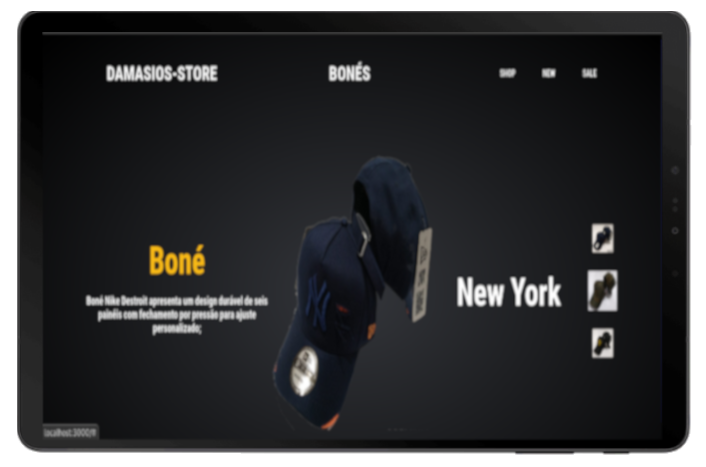 DAMASIOS-STORE
BONÉS
SHOP NEW SALE
Boné
Boné Nike Destroit apresenta um design durável de seis
painéis com fechamento por pressão para ajuste
personalizado;
New York
NY
localhost:3000/#